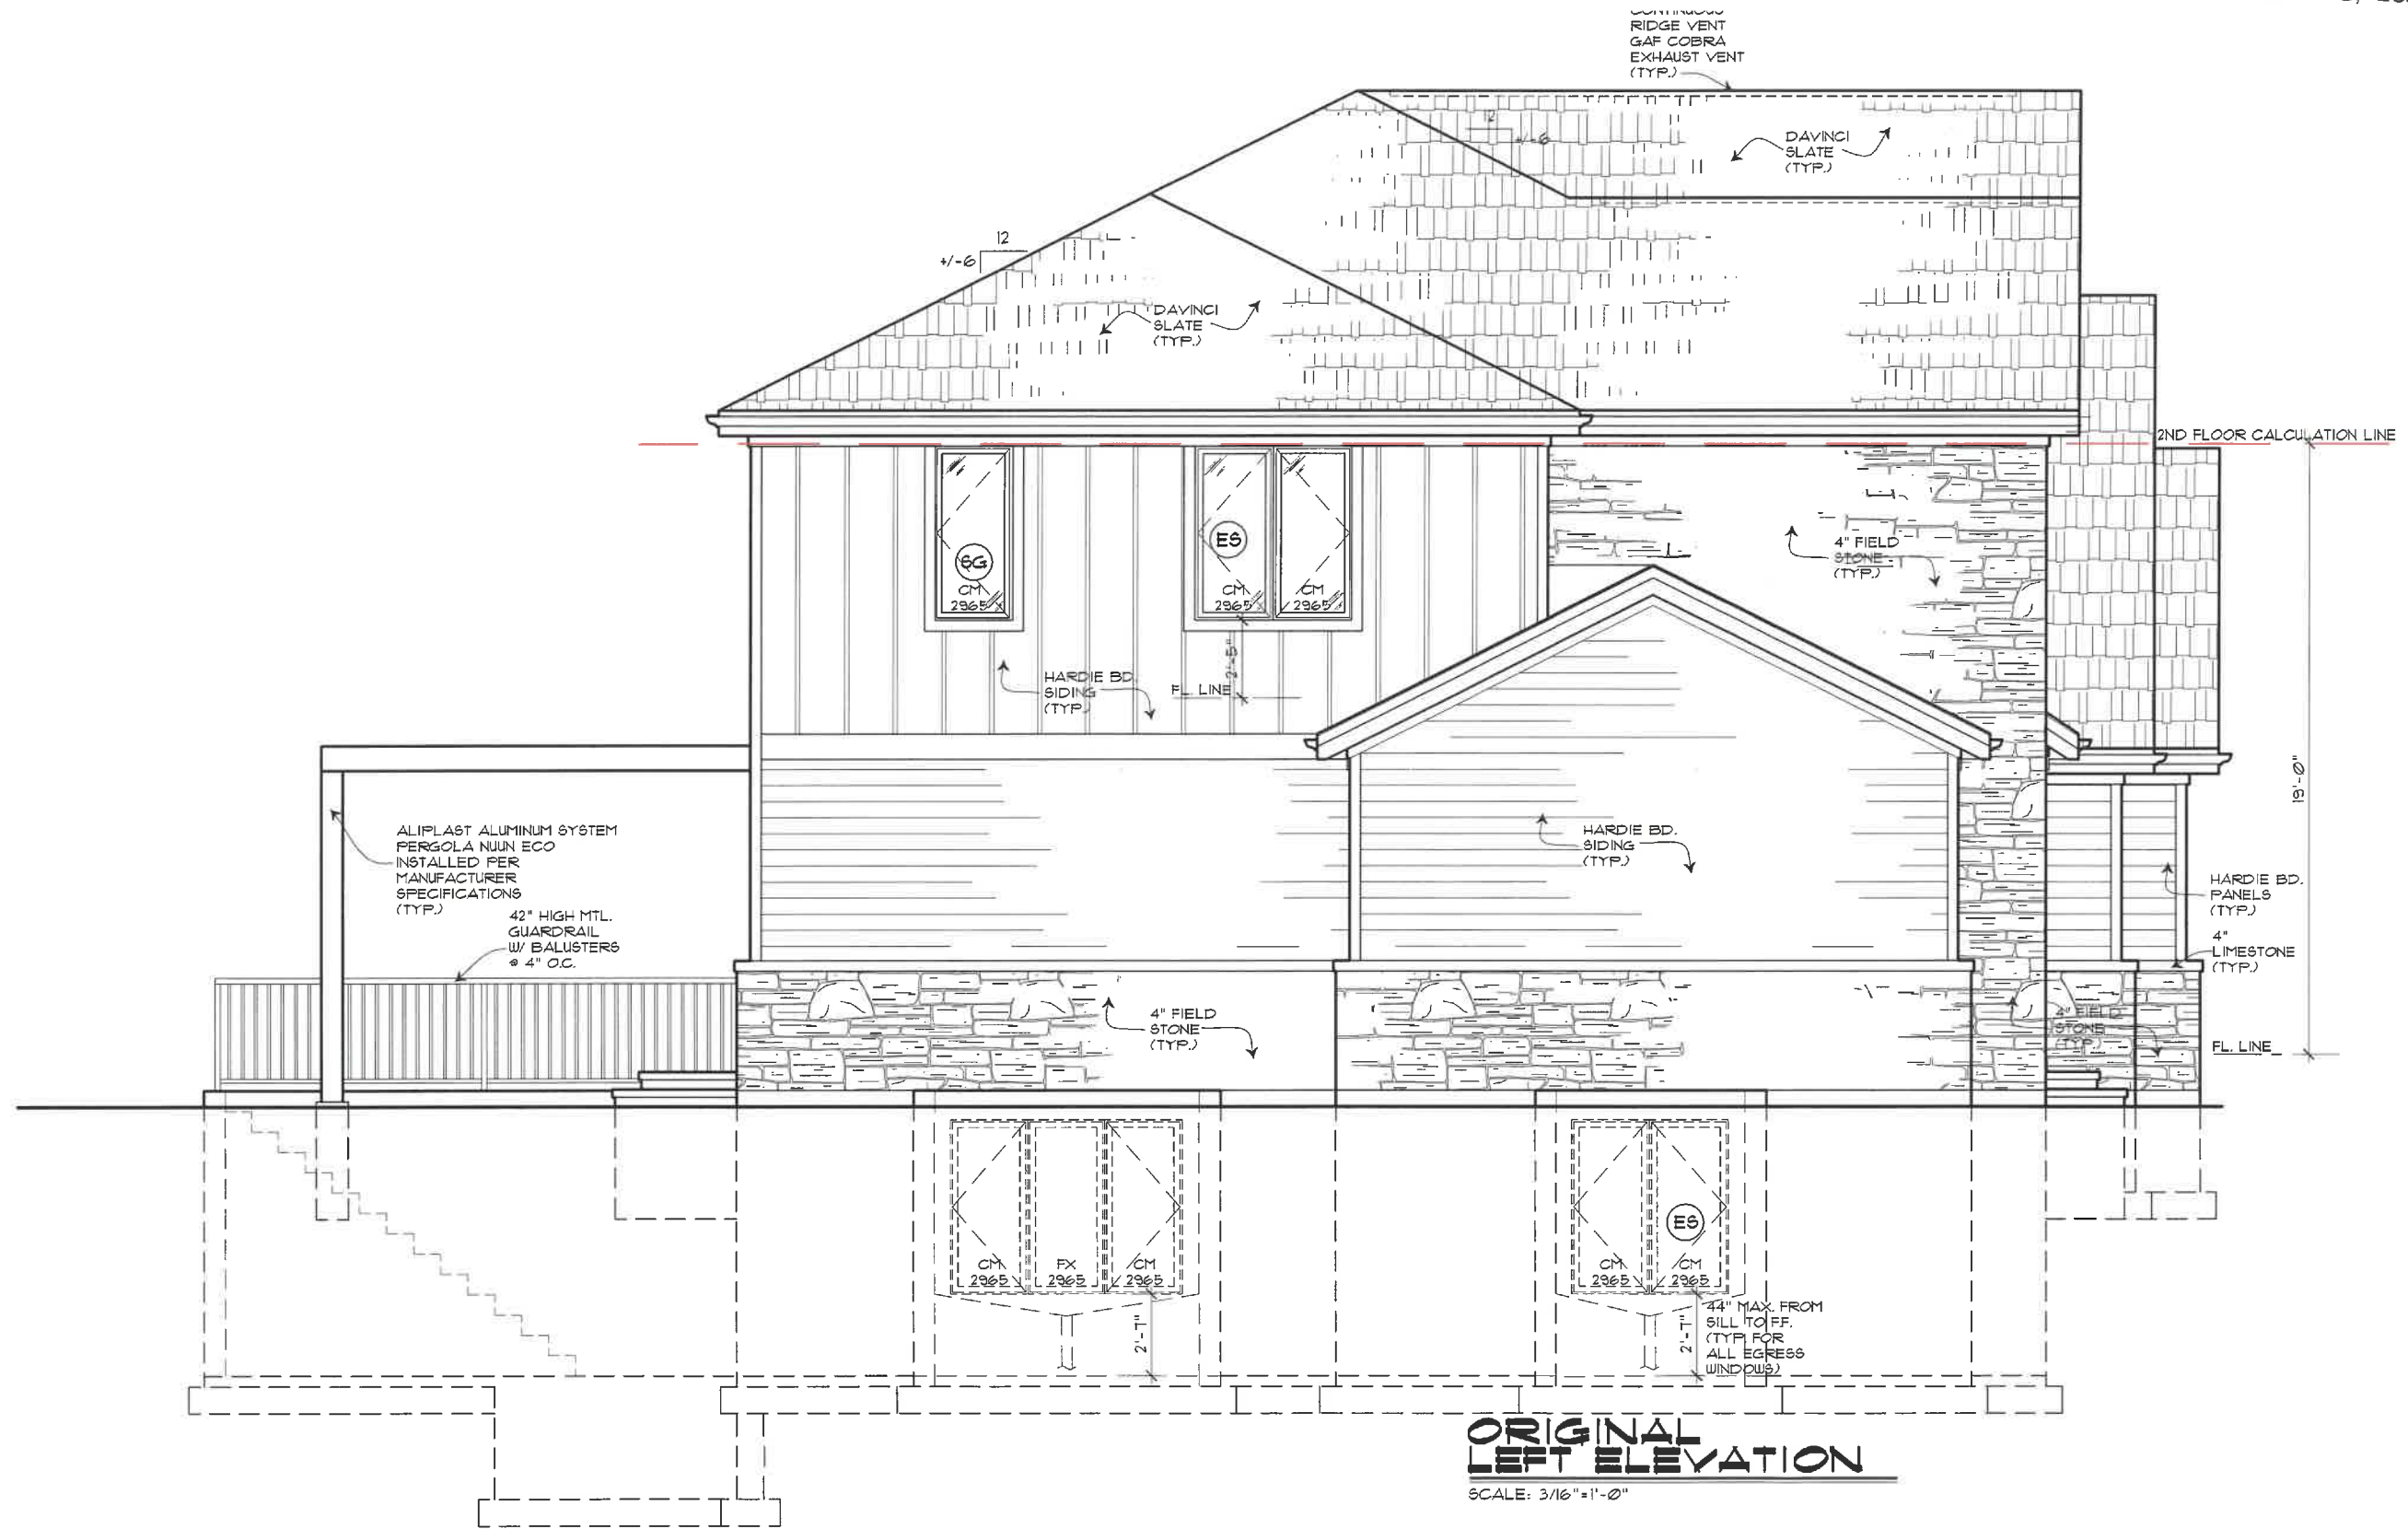 CONTINUOUS
RIDGE VENT
GAF COBRA
EXHAUST VENT
(TYP.)
12
+/-6
DAVINCI
SLATE
(TYP.)
12
+/-6
DAVINCI
SLATE
(TYP.)
2ND FLOOR CALCULATION LINE
SG
CM
2965
ES
CM
2965
CM
2965
4" FIELD
STONE
(TYP.)
2'-5"
FL. LINE
HARDIE BD.
SIDING
(TYP.)
19'-0"
ALIPLAST ALUMINUM SYSTEM
PERGOLA NUUN ECO
INSTALLED PER
MANUFACTURER
SPECIFICATIONS
(TYP.)
42" HIGH MTL.
GUARDRAIL
W/ BALUSTERS
@ 4" O.C.
HARDIE BD.
SIDING
(TYP.)
HARDIE BD.
PANELS
(TYP.)
4"
LIMESTONE
(TYP.)
4" FIELD
STONE
(TYP.)
4" FIELD
STONE
(TYP.)
FL. LINE
CM
2965
FX
2965
CM
2965
2'-7"
ES
CM
2965
CM
2965
2'-7"
44" MAX. FROM
SILL TO F.F.
(TYP. FOR
ALL EGRESS
WINDOWS)
ORIGINAL
LEFT ELEVATION
SCALE: 3/16"=1'-0"